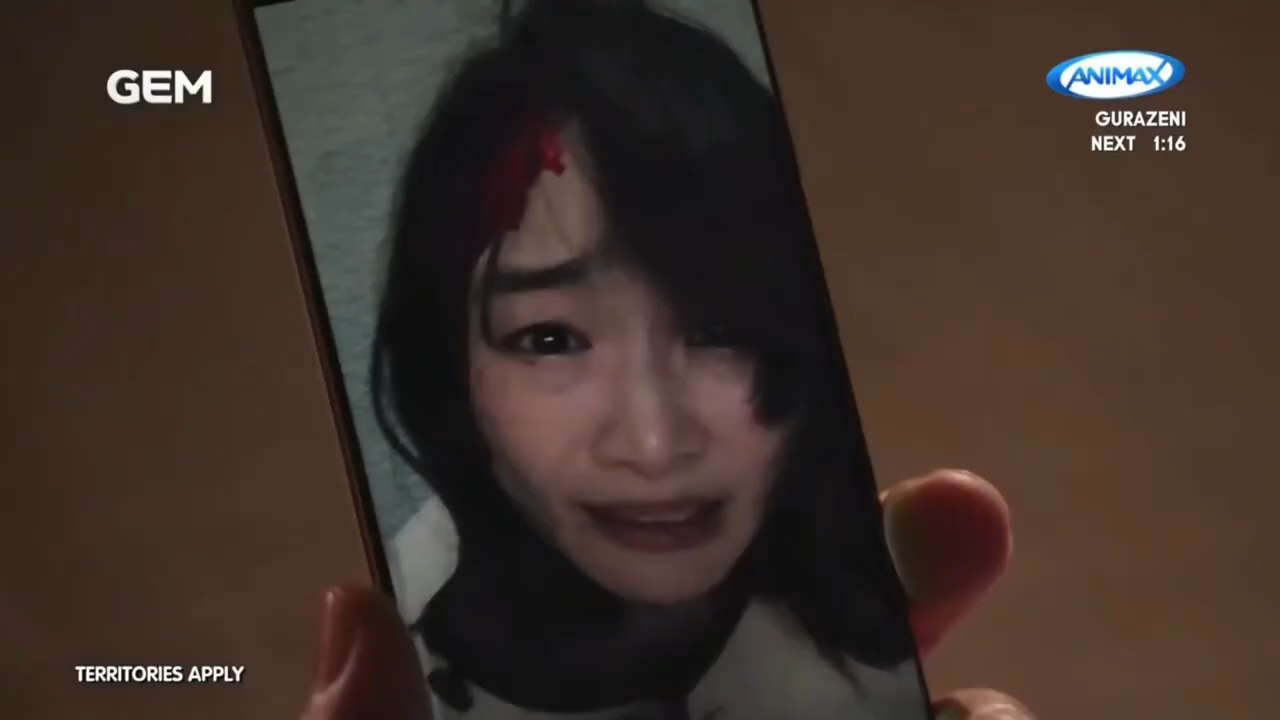 GEM
ANIMAX
GURAZENI
NEXT 1:16
TERRITORIES APPLY